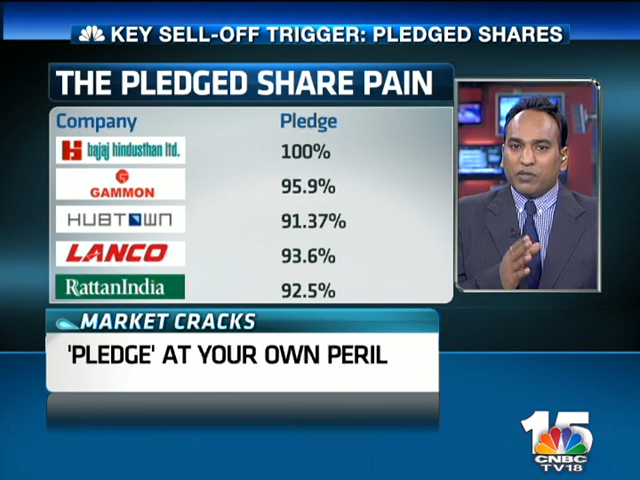 KEY SELL-OFF TRIGGER: PLEDGED SHARES
THE PLEDGED SHARE PAIN
Company Pledge
bajaj hindusthan ltd. 100%
GAMMON 95.9%
HUBTOWN 91.37%
LANCO 93.6%
RattanIndia 92.5%
MARKET CRACKS
'PLEDGE' AT YOUR OWN PERIL
15
CNBC
TV18